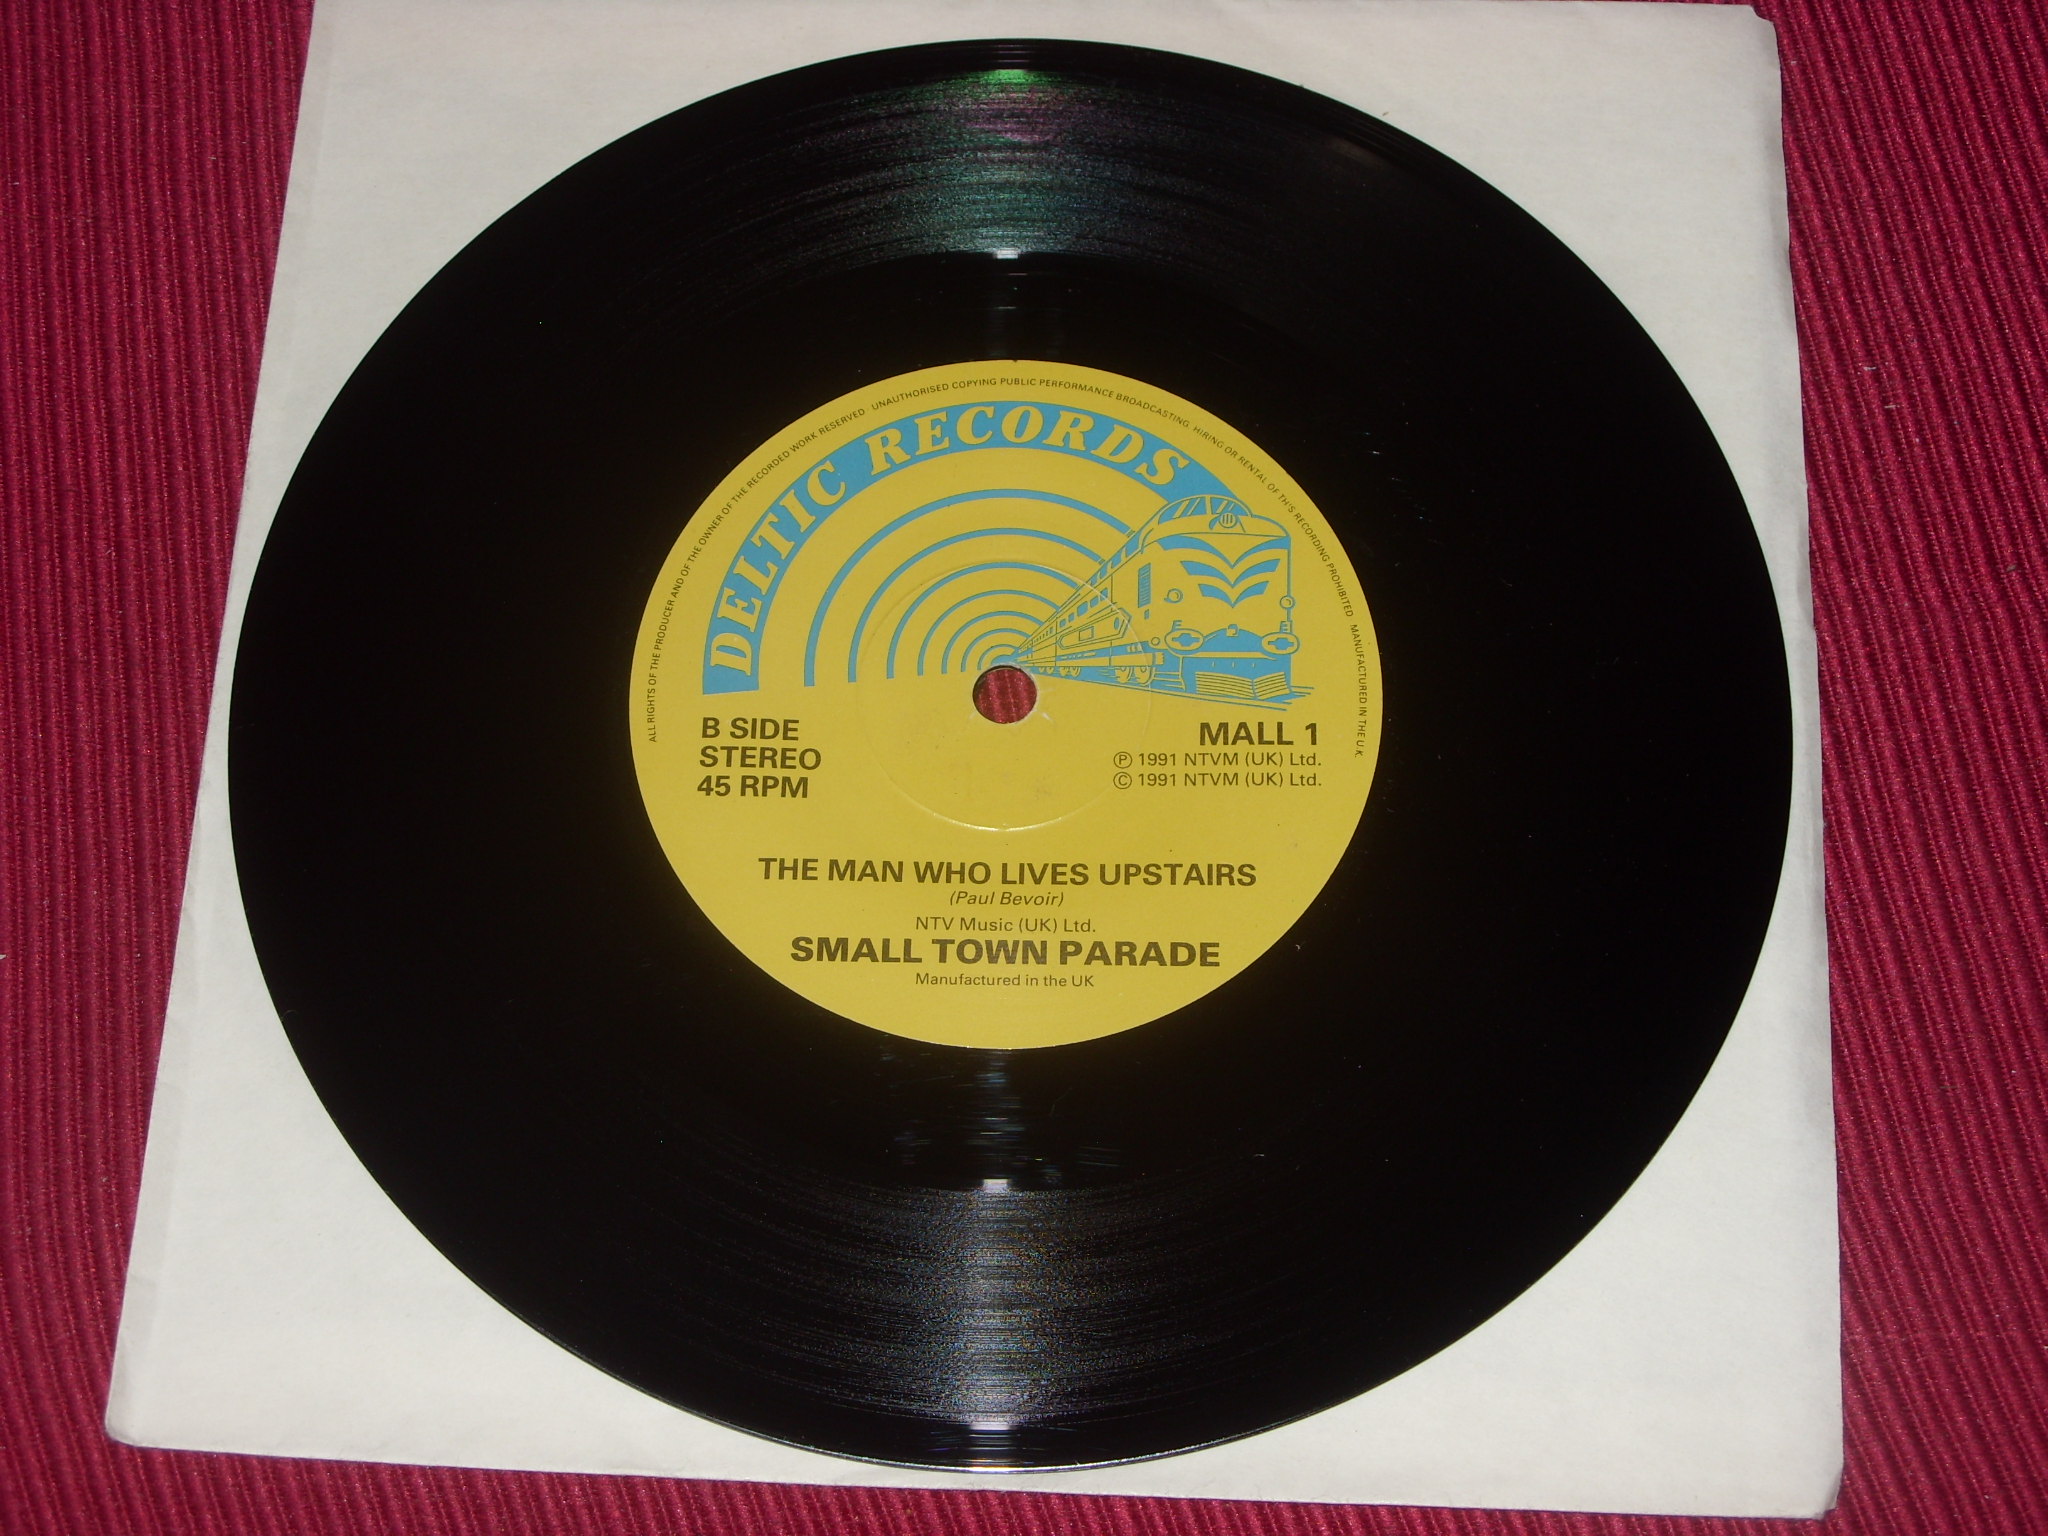 ALL RIGHTS OF THE PRODUCER AND OF THE OWNER OF THE RECORDED WORK RESERVED UNAUTHORISED COPYING PUBLIC PERFORMANCE BROADCASTING. HIRING OR RENTAL OF THIS RECORDING PROHIBITED MANUFACTURED IN THE U.K.
DELTIC RECORDS
B SIDE
STEREO
45 RPM
MALL 1
Ⓟ 1991 NTVM (UK) Ltd.
© 1991 NTVM (UK) Ltd.
THE MAN WHO LIVES UPSTAIRS
(Paul Bevoir)
NTV Music (UK) Ltd.
SMALL TOWN PARADE
Manufactured in the UK